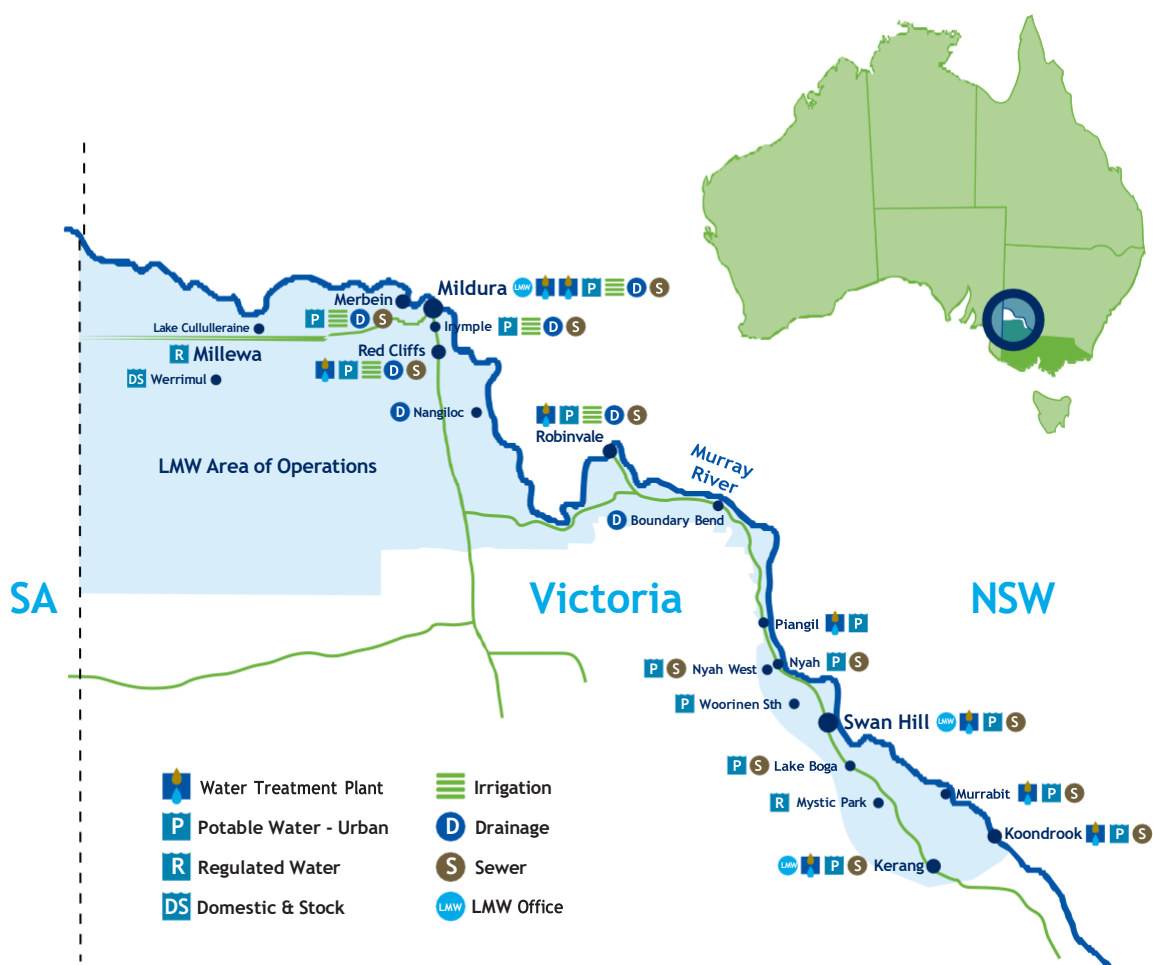 Mildura LMW P D S
Merbein
P D S
Irymple P D S
Lake Cullulleraine
R Millewa
Red Cliffs
P D S
DS Werrimul
D Nangiloc
P D S
Robinvale
Murray
River
LMW Area of Operations
D Boundary Bend
SA
Victoria
NSW
Piangil P
P S Nyah West
Nyah P S
P Woorinen Sth
Swan Hill LMW P S
P S Lake Boga
R Mystic Park
Murrabit P S
Koondrook P S
LMW P S Kerang
Water Treatment Plant
P Potable Water - Urban
R Regulated Water
DS Domestic & Stock
Irrigation
D Drainage
S Sewer
LMW LMW Office